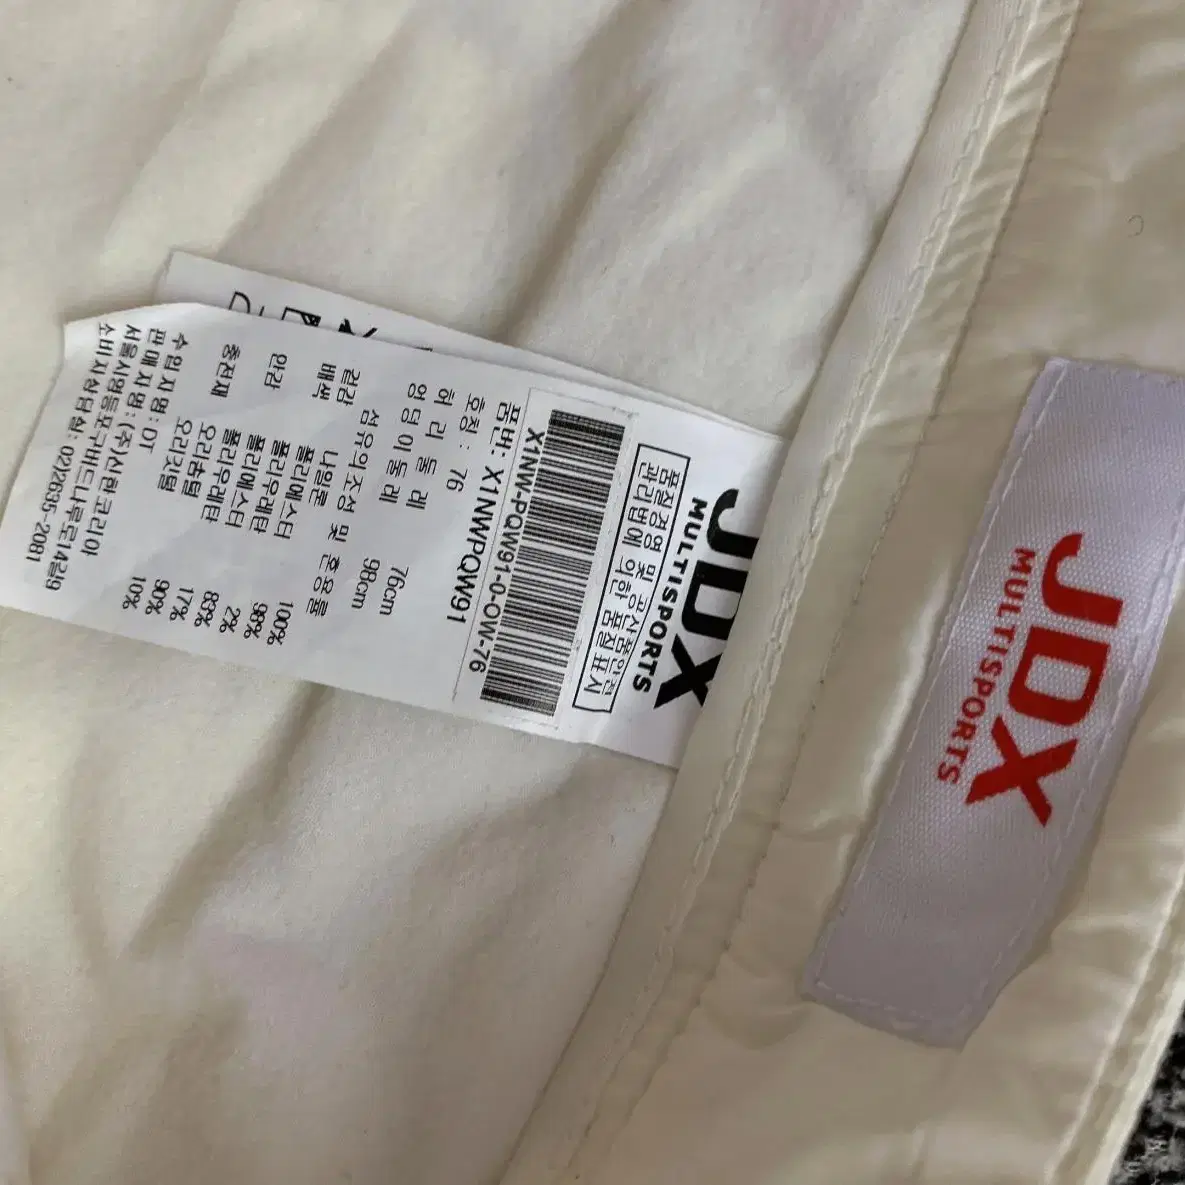 JDX
MULTISPORTS
품질경영 및 공산품안전
관리법에 의한 품질표시
X1NW-PQW91-0-OW-76
품번: X1NWPQW91
호칭: 76
허리둘레 76cm
엉덩이둘레 98cm
섬유의조성 및 혼용율
겉감 나일론 100%
배색 폴리에스터 98%
폴리우레탄 2%
안감 폴리에스터 83%
폴리우레탄 17%
충전재 오리솜털 90%
오리깃털 10%
수입자명: DT
판매자명: (주)신한코리아
서울시영등포구버드나루로4길9
소비자상담실: 02)2635-2081
JDX
MULTISPORTS